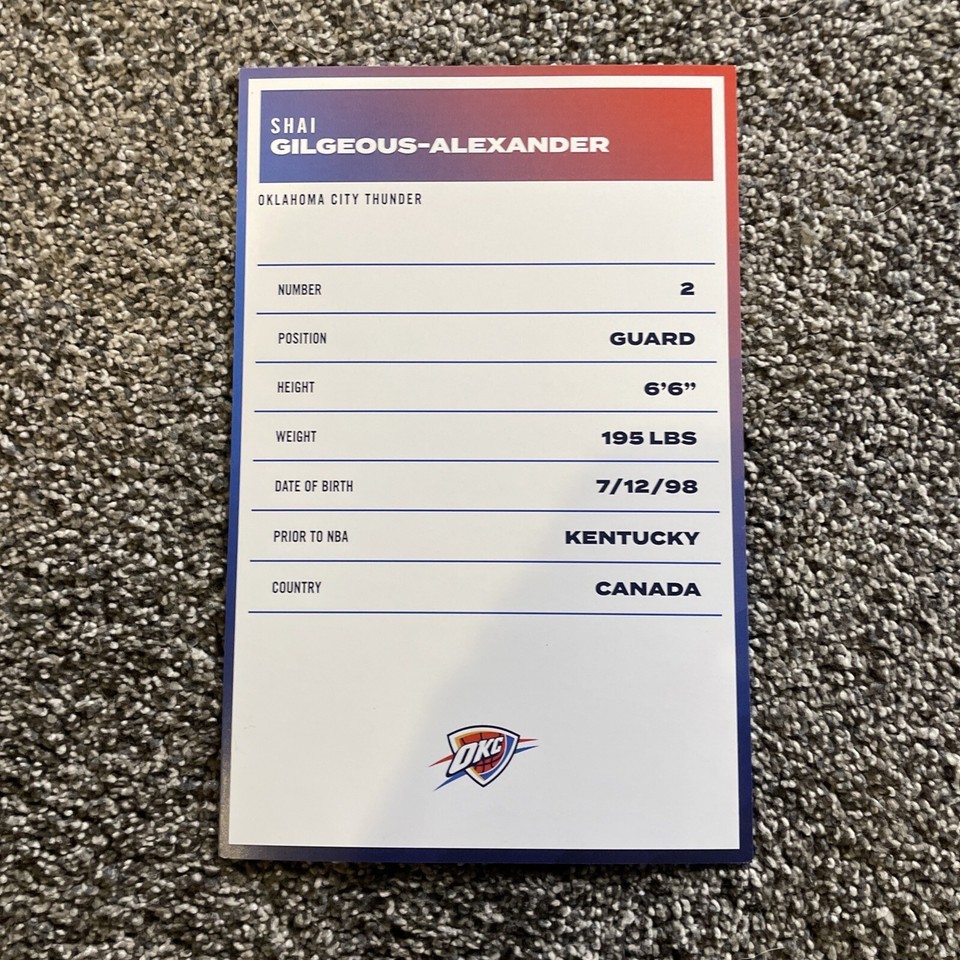 SHAI
GILGEOUS-ALEXANDER
OKLAHOMA CITY THUNDER
NUMBER 2
POSITION GUARD
HEIGHT 6’6”
WEIGHT 195 LBS
DATE OF BIRTH 7/12/98
PRIOR TO NBA KENTUCKY
COUNTRY CANADA
OKC